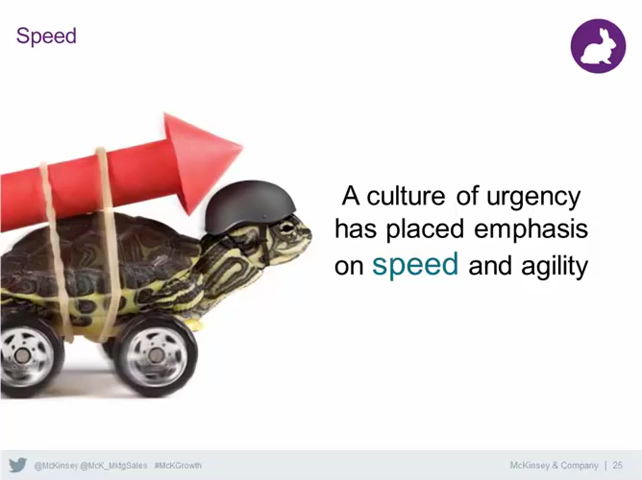 Speed
A culture of urgency
has placed emphasis
on speed and agility
@McKinsey @McK_MktgSales #McKGrowth
McKinsey & Company | 25